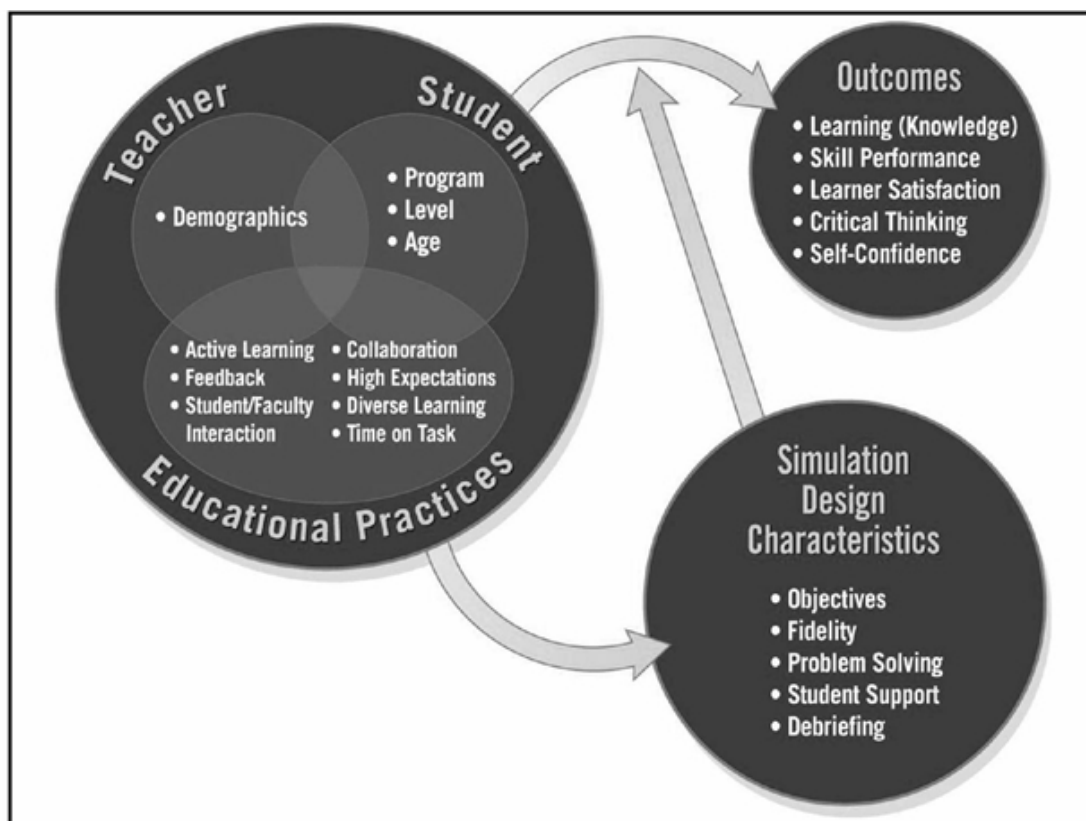 Teacher
Student
• Demographics
• Program
• Level
• Age
• Active Learning
• Feedback
• Student/Faculty
Interaction
• Collaboration
• High Expectations
• Diverse Learning
• Time on Task
Educational Practices
Outcomes
• Learning (Knowledge)
• Skill Performance
• Learner Satisfaction
• Critical Thinking
• Self-Confidence
Simulation
Design
Characteristics
• Objectives
• Fidelity
• Problem Solving
• Student Support
• Debriefing